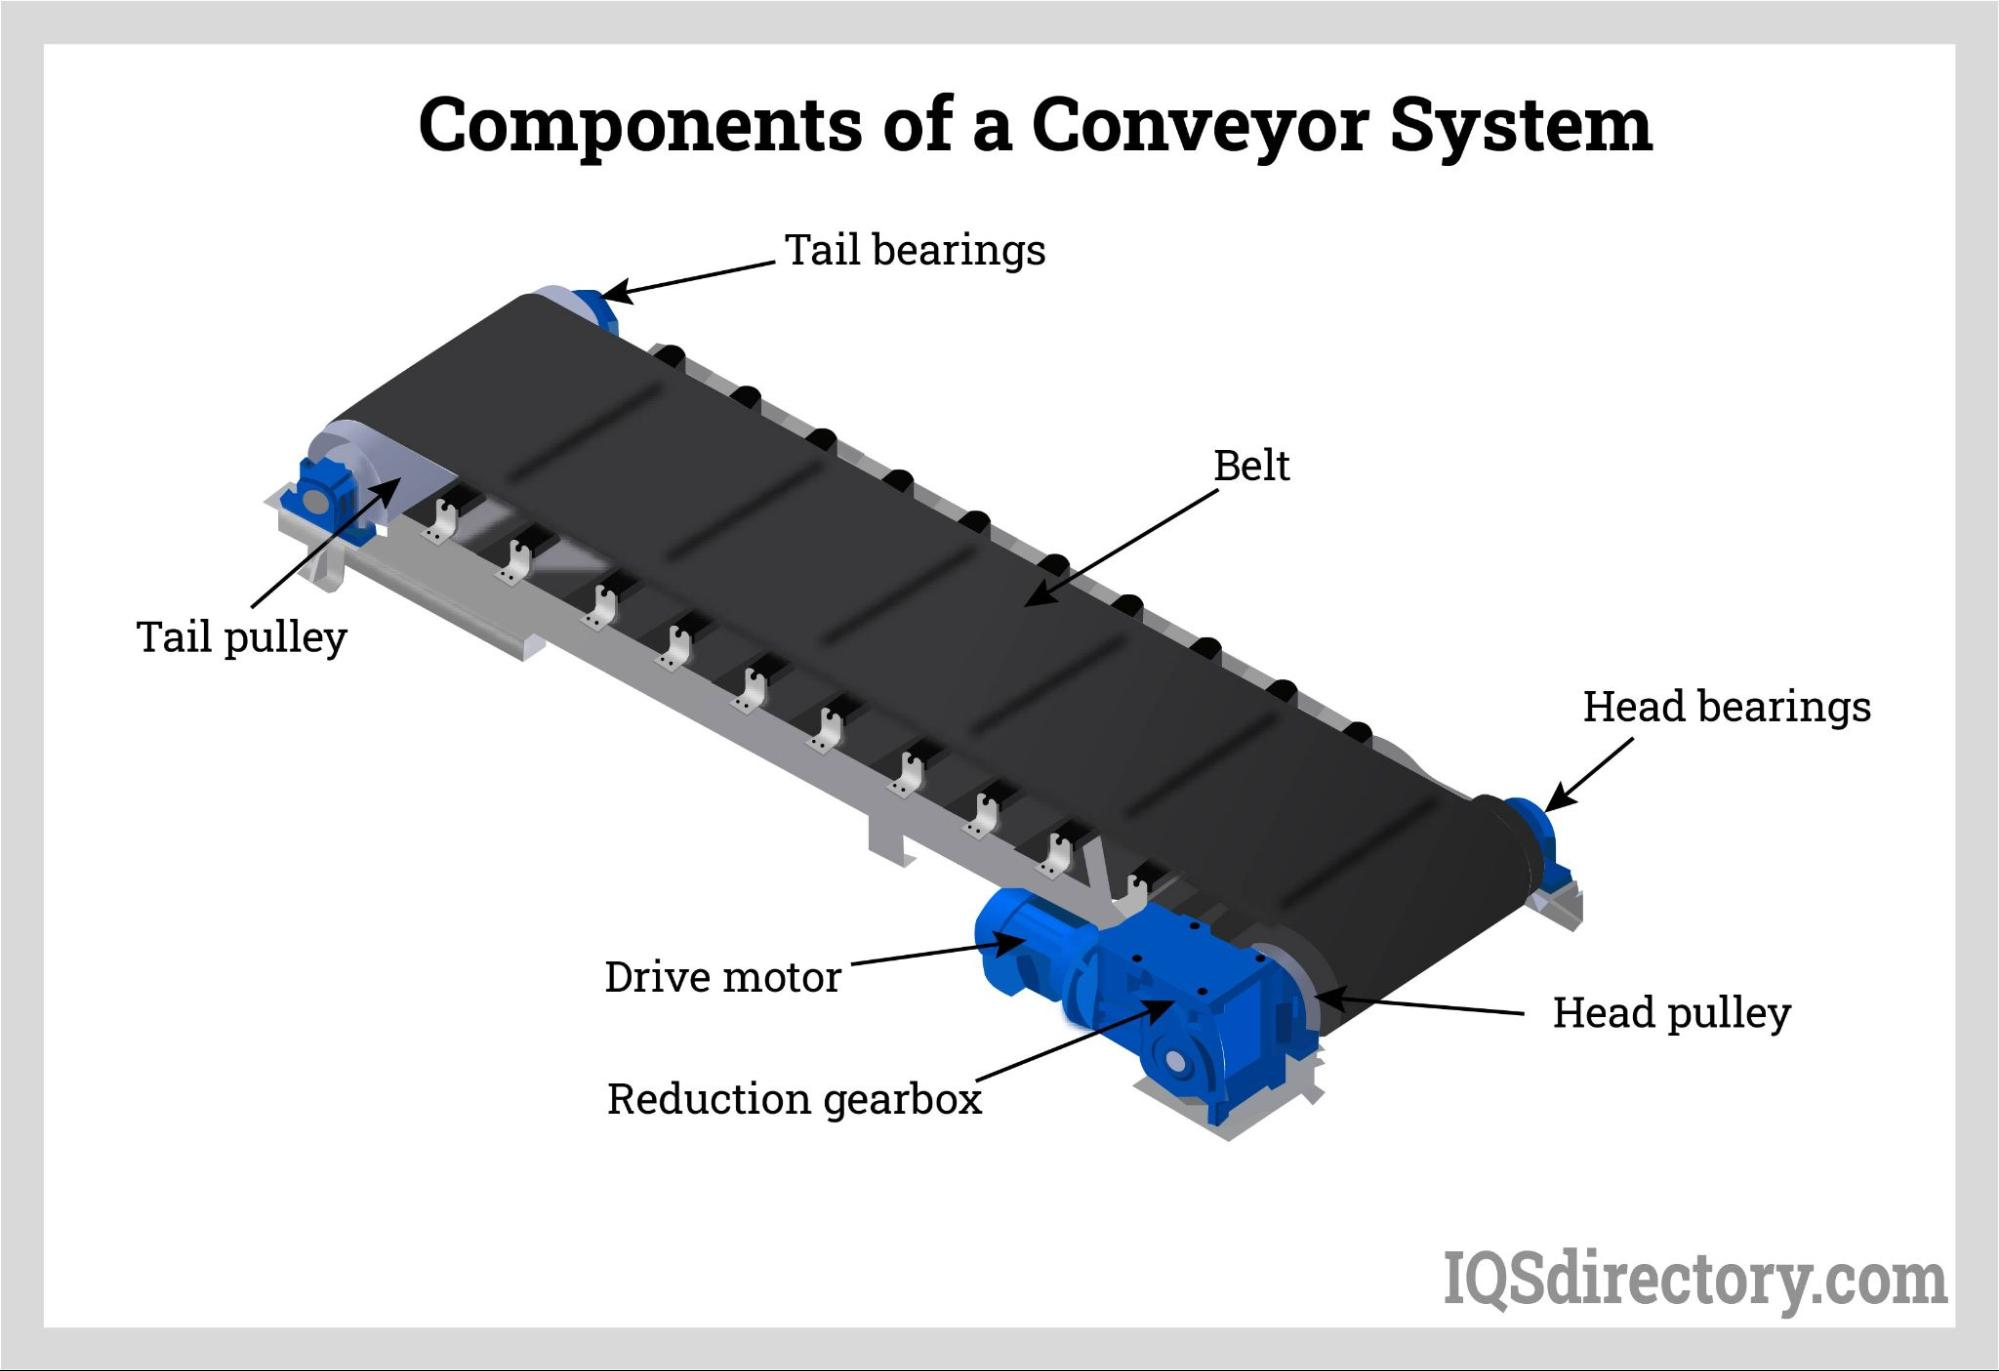 Components of a Conveyor System
Tail bearings
Belt
Tail pulley
Head bearings
Drive motor
Head pulley
Reduction gearbox
IQSdirectory.com